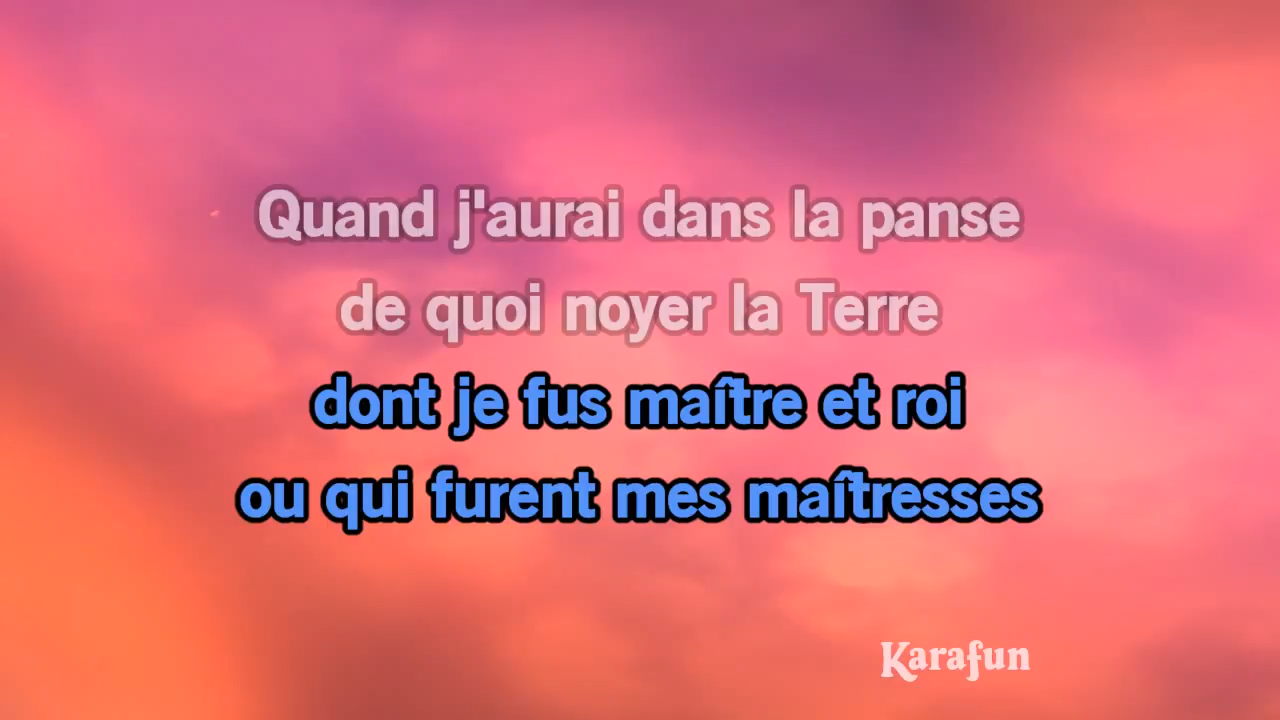 Quand j'aurai dans la panse
de quoi noyer la Terre
dont je fus maître et roi
ou qui furent mes maîtresses
Karafun